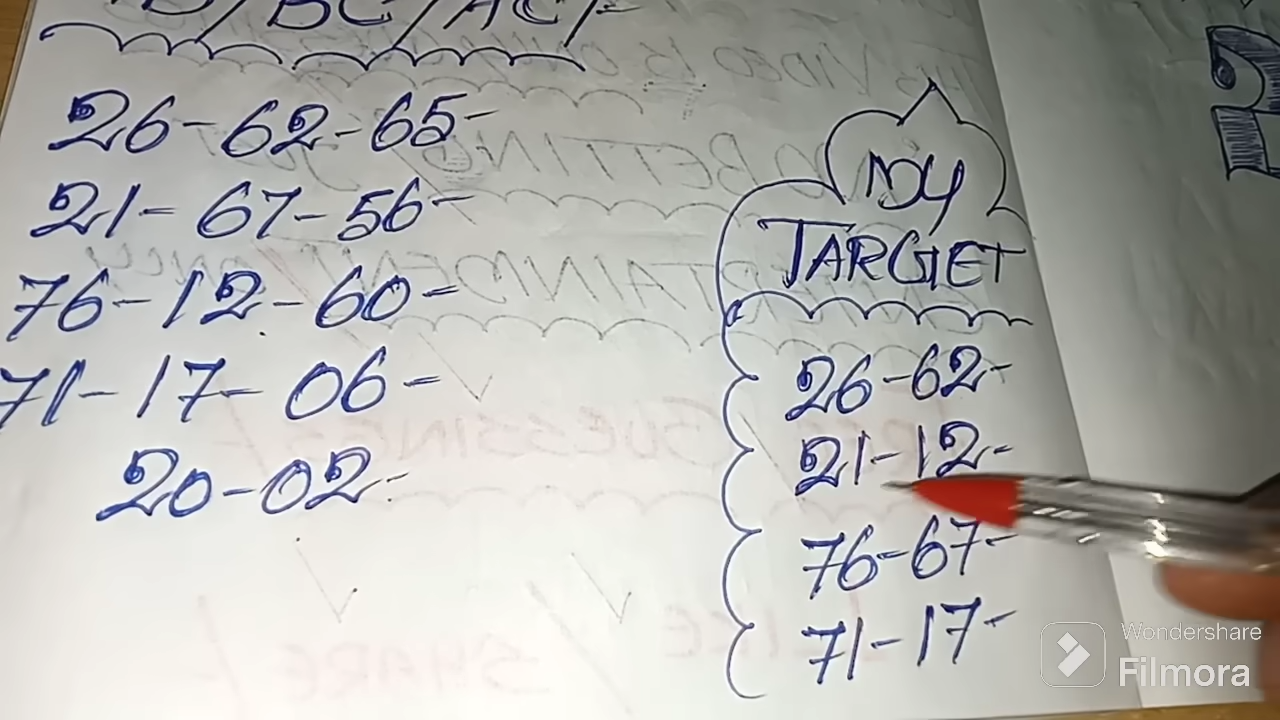 BC/AC/-
26-62-65-
21-67-56-
76-12-60-
71-17-06-
20-02-
MY
TARGET
26-62-
21-12-
76-67-
71-17-
Wondershare
Filmora